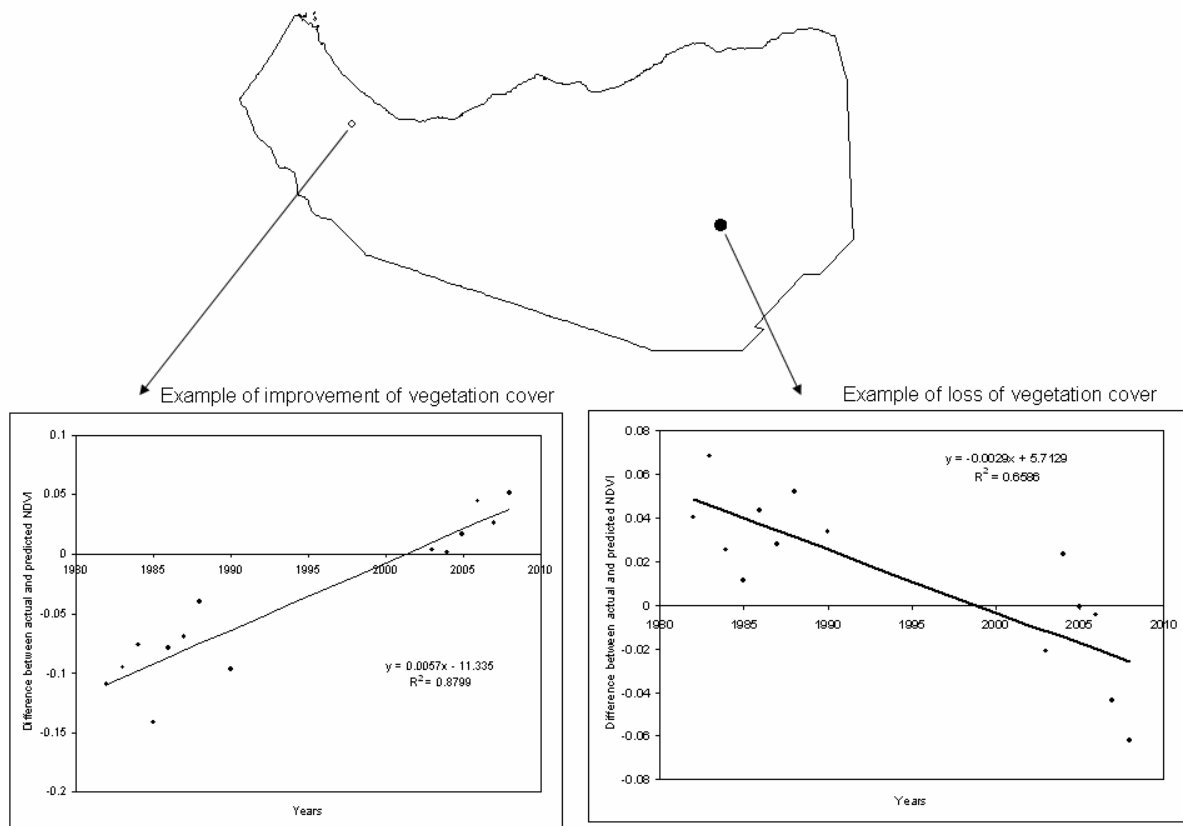 Example of improvement of vegetation cover
0.1
0.05
0
-0.05
-0.1
-0.15
-0.2
1980 1985 1990 1995 2000 2005 2010
y = 0.0057x - 11.335
R² = 0.8799
Difference between actual and predicted NDVI
Years
Example of loss of vegetation cover
0.08
0.06
0.04
0.02
0
-0.02
-0.04
-0.06
-0.08
1980 1985 1990 1995 2000 2005 2010
y = -0.0029x + 5.7129
R² = 0.6586
Difference between actual and predicted NDVI
Years